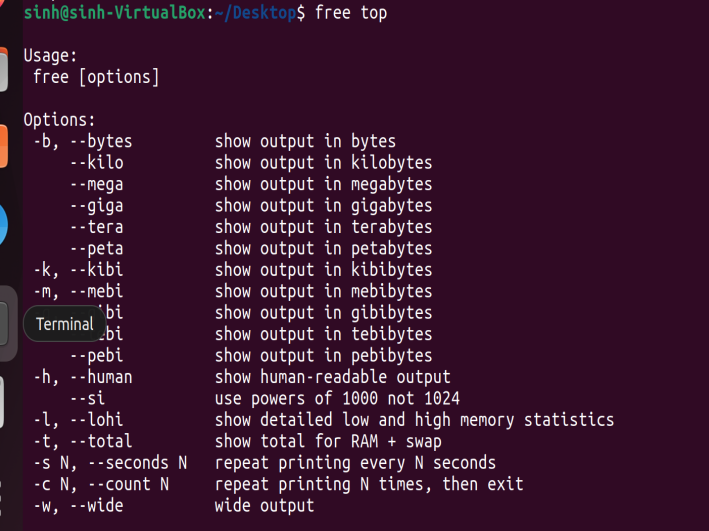 sinh@sinh-VirtualBox:~/Desktop$ free top
Usage:
free [options]
Options:
-b, --bytes show output in bytes
--kilo show output in kilobytes
--mega show output in megabytes
--giga show output in gigabytes
--tera show output in terabytes
--peta show output in petabytes
-k, --kibi show output in kibibytes
-m, --mebi show output in mebibytes
ibi show output in gibibytes
Terminal
ebi show output in tebibytes
--pebi show output in pebibytes
-h, --human show human-readable output
--si use powers of 1000 not 1024
-l, --lohi show detailed low and high memory statistics
-t, --total show total for RAM + swap
-s N, --seconds N repeat printing every N seconds
-c N, --count N repeat printing N times, then exit
-w, --wide wide output